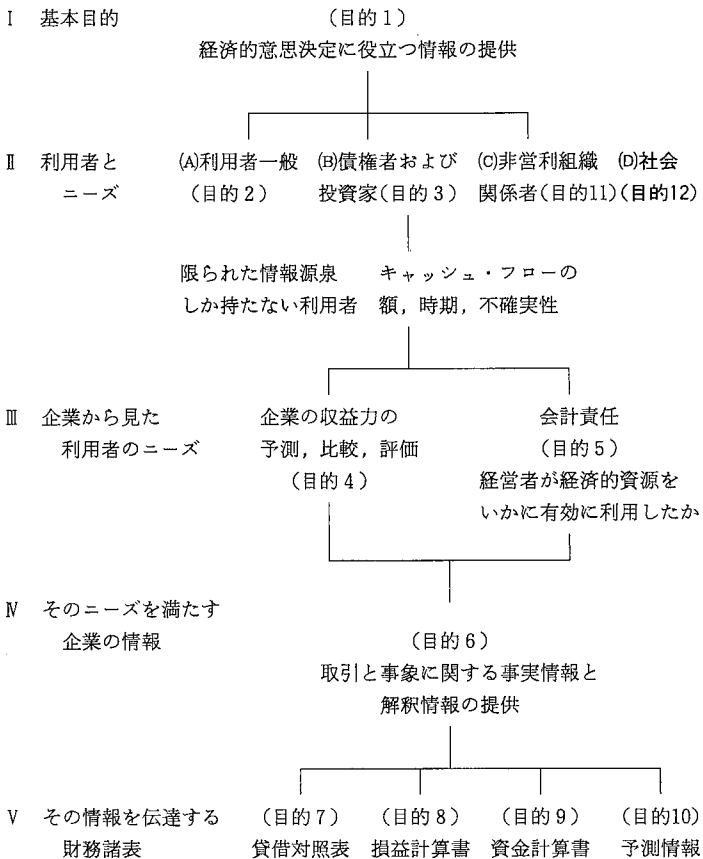 Ⅰ 基本目的 (目的1)
経済的意思決定に役立つ情報の提供
Ⅱ 利用者と (A)利用者一般 (B)債権者および (C)非営利組織 (D)社会
ニーズ (目的2) 投資家(目的3) 関係者(目的11)(目的12)
限られた情報源泉 キャッシュ・フローの
しか持たない利用者 額,時期,不確実性
Ⅲ 企業から見た 企業の収益力の 会計責任
利用者のニーズ 予測,比較,評価 (目的5)
(目的4) 経営者が経済的資源を
いかに有効に利用したか
Ⅳ そのニーズを満たす
企業の情報 (目的6)
取引と事象に関する事実情報と
解釈情報の提供
Ⅴ その情報を伝達する (目的7) (目的8) (目的9) (目的10)
財務諸表 貸借対照表 損益計算書 資金計算書 予測情報